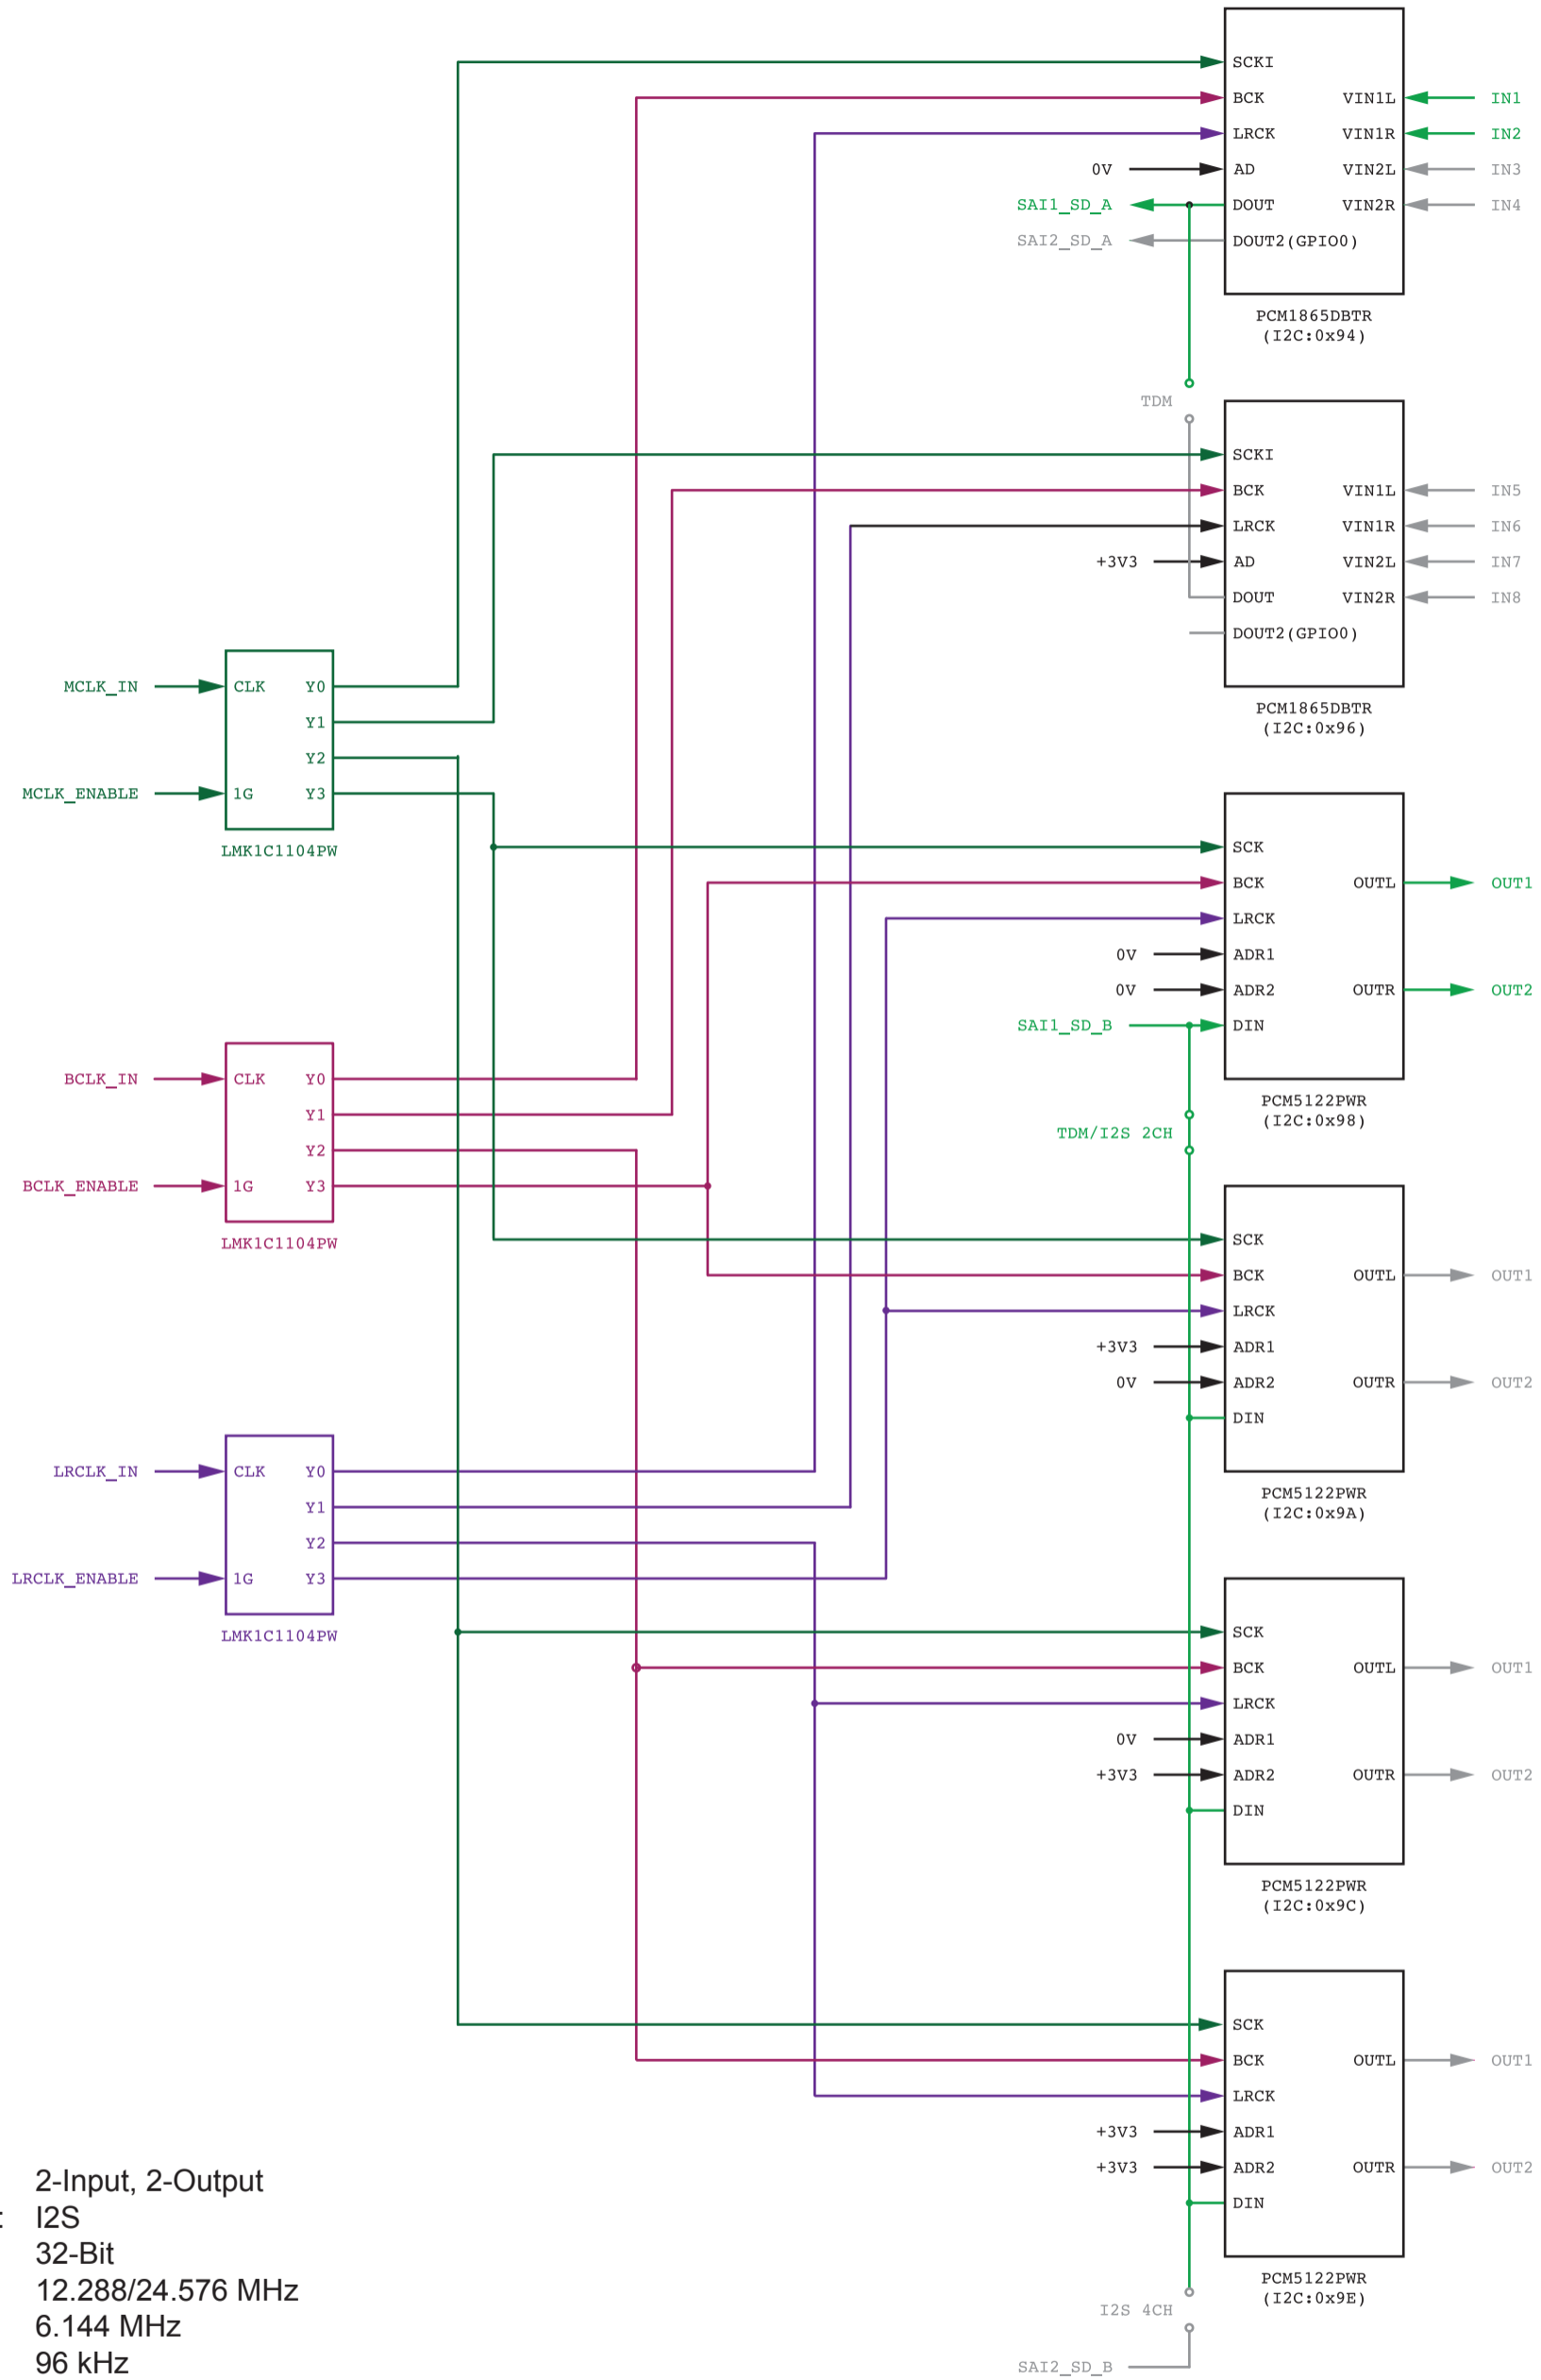 SCKI
BCK VIN1L IN1
LRCK VIN1R IN2
0V AD VIN2L IN3
SAI1_SD_A DOUT VIN2R IN4
SAI2_SD_A DOUT2(GPIO0)
PCM1865DBTR
(I2C:0x94)
TDM
SCKI
BCK VIN1L IN5
LRCK VIN1R IN6
+3V3 AD VIN2L IN7
DOUT VIN2R IN8
DOUT2(GPIO0)
PCM1865DBTR
(I2C:0x96)
MCLK_IN CLK Y0
Y1
Y2
MCLK_ENABLE 1G Y3
LMK1C1104PW
SCK
BCK OUTL OUT1
LRCK
0V ADR1
0V ADR2 OUTR OUT2
SAI1_SD_B DIN
PCM5122PWR
(I2C:0x98)
TDM/I2S 2CH
BCLK_IN CLK Y0
Y1
Y2
BCLK_ENABLE 1G Y3
LMK1C1104PW
SCK
BCK OUTL OUT1
LRCK
+3V3 ADR1
0V ADR2 OUTR OUT2
DIN
PCM5122PWR
(I2C:0x9A)
LRCLK_IN CLK Y0
Y1
Y2
LRCLK_ENABLE 1G Y3
LMK1C1104PW
SCK
BCK OUTL OUT1
LRCK
0V ADR1
+3V3 ADR2 OUTR OUT2
DIN
PCM5122PWR
(I2C:0x9C)
SCK
BCK OUTL OUT1
LRCK
+3V3 ADR1
+3V3 ADR2 OUTR OUT2
DIN
PCM5122PWR
(I2C:0x9E)
I2S 4CH
SAI2_SD_B
2-Input, 2-Output
: I2S
32-Bit
12.288/24.576 MHz
6.144 MHz
96 kHz